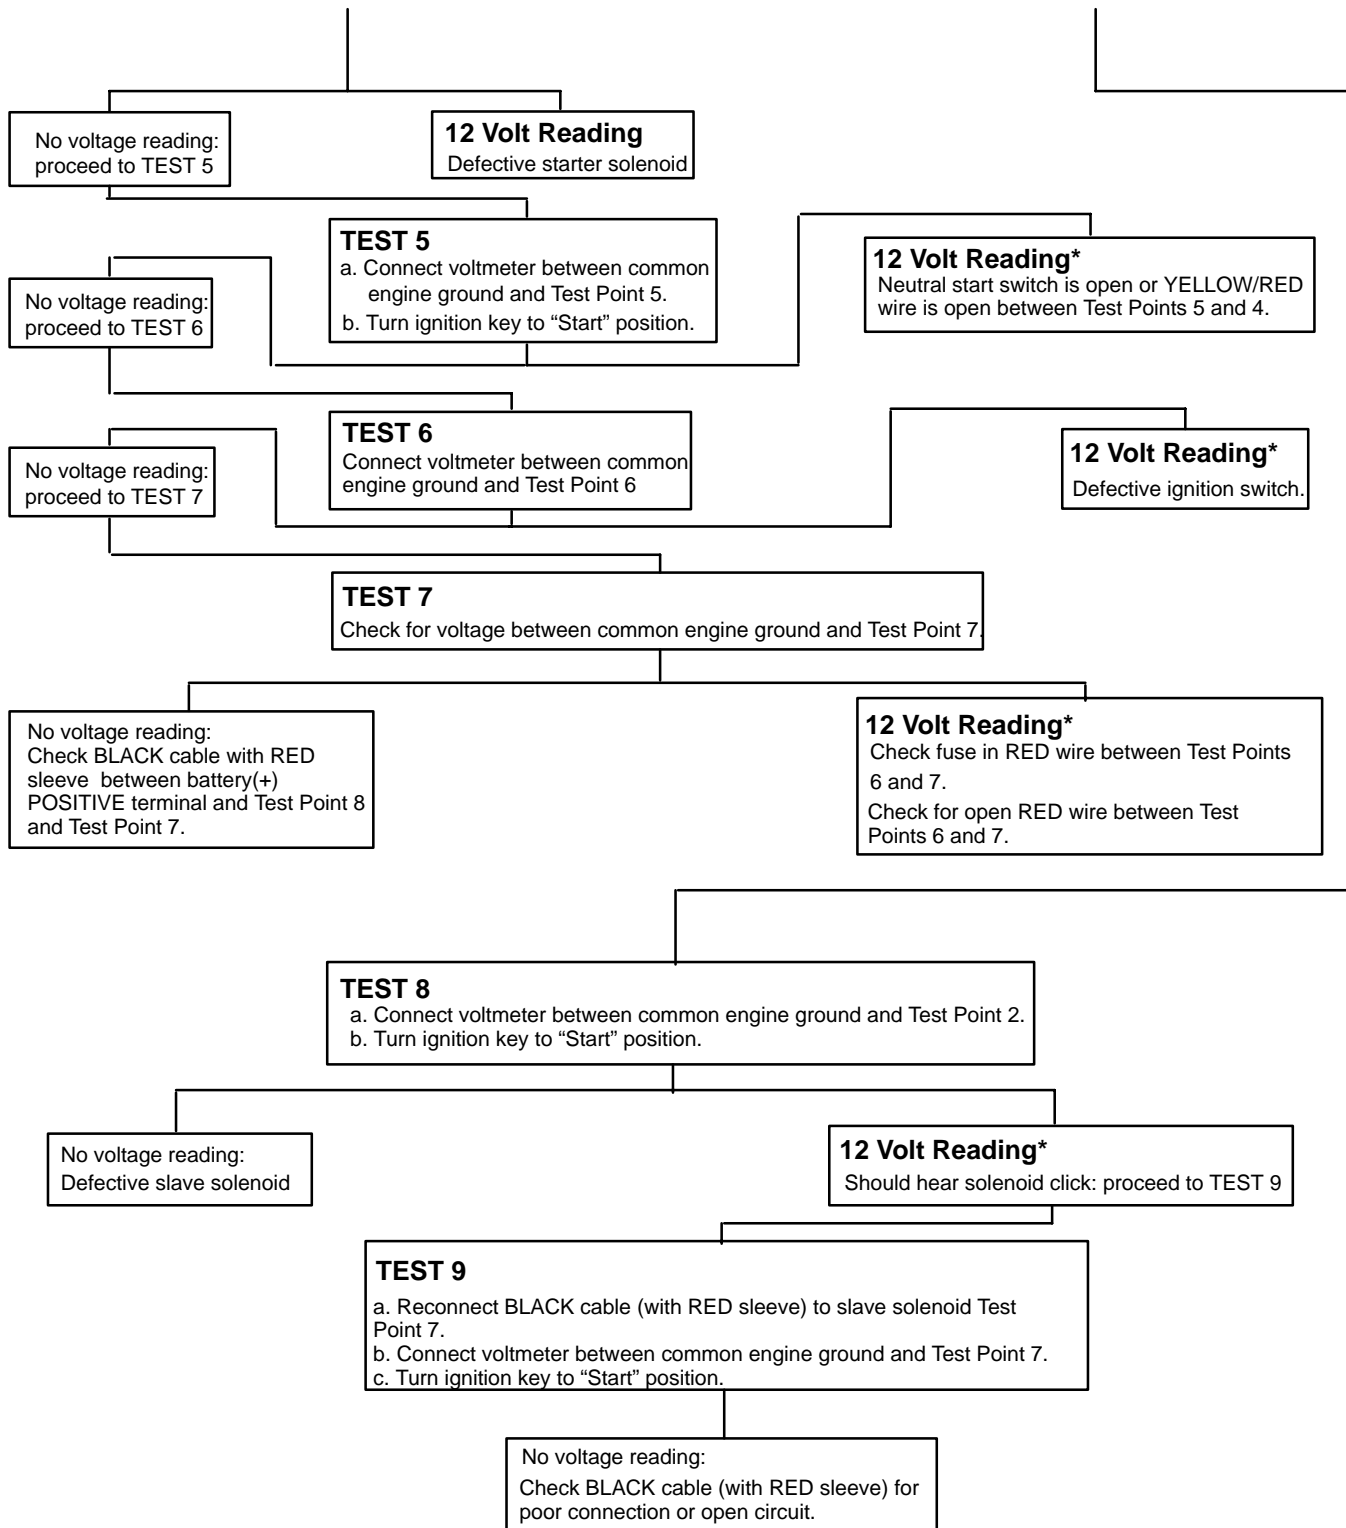 No voltage reading:
proceed to TEST 5
12 Volt Reading
Defective starter solenoid
TEST 5
a. Connect voltmeter between common
engine ground and Test Point 5.
b. Turn ignition key to “Start” position.
12 Volt Reading*
Neutral start switch is open or YELLOW/RED
wire is open between Test Points 5 and 4.
No voltage reading:
proceed to TEST 6
TEST 6
Connect voltmeter between common
engine ground and Test Point 6
12 Volt Reading*
Defective ignition switch.
No voltage reading:
proceed to TEST 7
TEST 7
Check for voltage between common engine ground and Test Point 7.
No voltage reading:
Check BLACK cable with RED
sleeve between battery(+)
POSITIVE terminal and Test Point 8
and Test Point 7.
12 Volt Reading*
Check fuse in RED wire between Test Points
6 and 7.
Check for open RED wire between Test
Points 6 and 7.
TEST 8
a. Connect voltmeter between common engine ground and Test Point 2.
b. Turn ignition key to “Start” position.
No voltage reading:
Defective slave solenoid
12 Volt Reading*
Should hear solenoid click: proceed to TEST 9
TEST 9
a. Reconnect BLACK cable (with RED sleeve) to slave solenoid Test
Point 7.
b. Connect voltmeter between common engine ground and Test Point 7.
c. Turn ignition key to “Start” position.
No voltage reading:
Check BLACK cable (with RED sleeve) for
poor connection or open circuit.